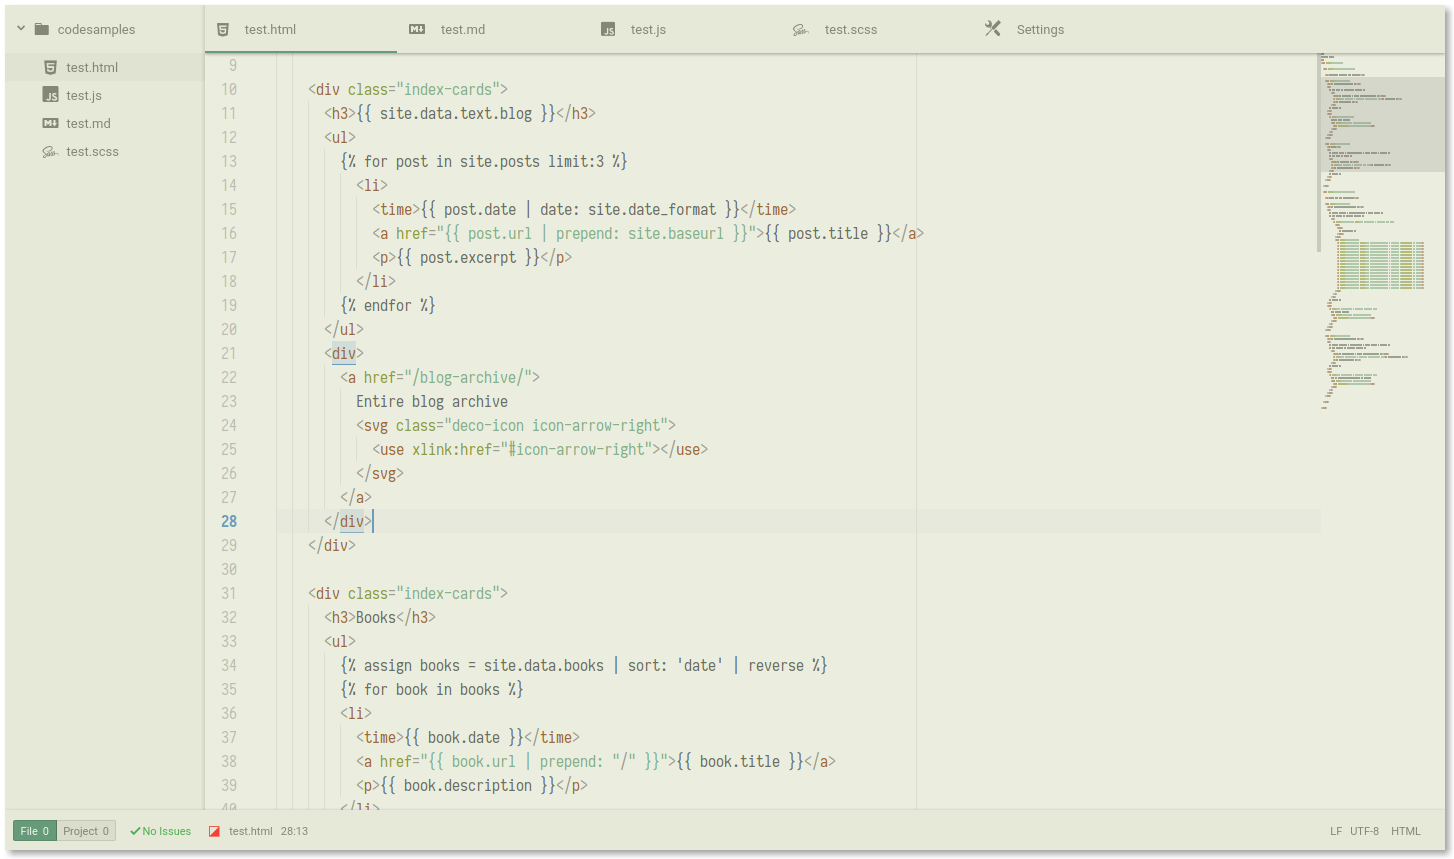 codesamples
test.html
test.js
test.md
test.scss
test.html test.md test.js test.scss Settings
9
10 <div class="index-cards">
11 <h3>{{ site.data.text.blog }}</h3>
12 <ul>
13 {% for post in site.posts limit:3 %}
14 <li>
15 <time>{{ post.date | date: site.date_format }}</time>
16 <a href="{{ post.url | prepend: site.baseurl }}">{{ post.title }}</a>
17 <p>{{ post.excerpt }}</p>
18 </li>
19 {% endfor %}
20 </ul>
21 <div>
22 <a href="/blog-archive/">
23 Entire blog archive
24 <svg class="deco-icon icon-arrow-right">
25 <use xlink:href="#icon-arrow-right"></use>
26 </svg>
27 </a>
28 </div>
29 </div>
30
31 <div class="index-cards">
32 <h3>Books</h3>
33 <ul>
34 {% assign books = site.data.books | sort: 'date' | reverse %}
35 {% for book in books %}
36 <li>
37 <time>{{ book.date }}</time>
38 <a href="{{ book.url | prepend: "/" }}">{{ book.title }}</a>
39 <p>{{ book.description }}</p>
40 </li>
File 0 Project 0 No Issues test.html 28:13 LF UTF-8 HTML